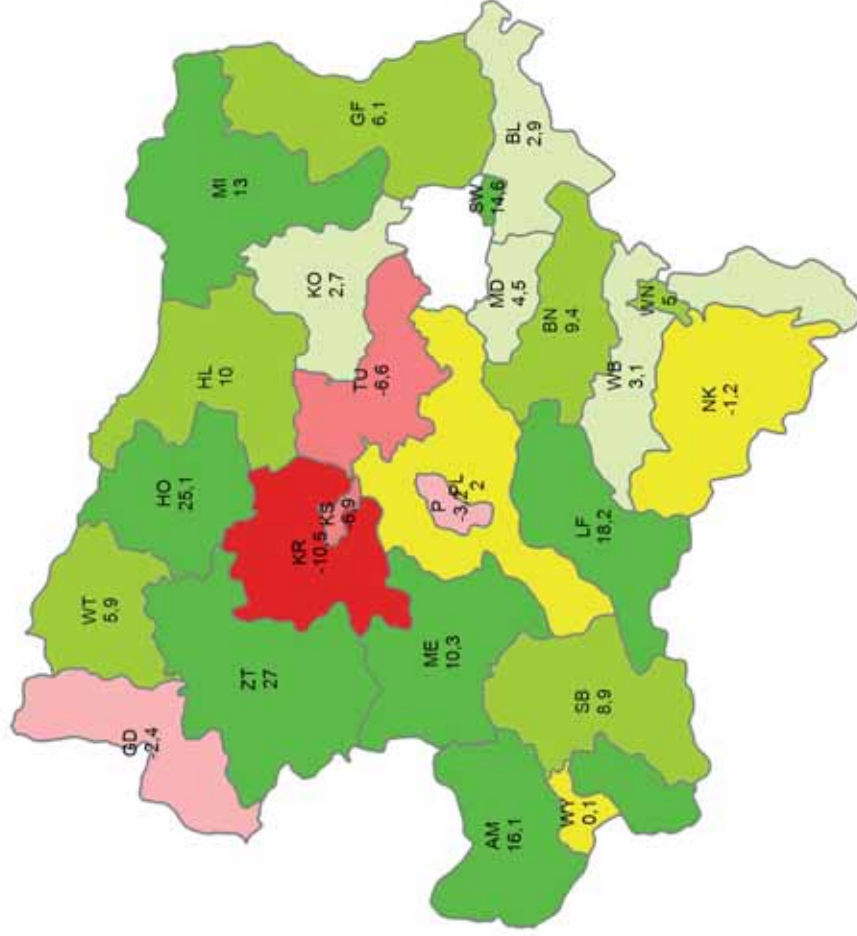 WT
5,9
GD
-2,4
HO
25,1
HL
10
MI
13
ZT
27
KR
-10,5
KO
2,7
KS
-6,9
TU
-6,6
GF
6,1
ME
10,3
P
-3,2
PL
2
SW
14,6
AM
16,1
MD
4,5
BL
2,9
BN
9,4
WY
0,1
SB
8,9
LF
18,2
WB
3,1
WN
5
NK
-1,2